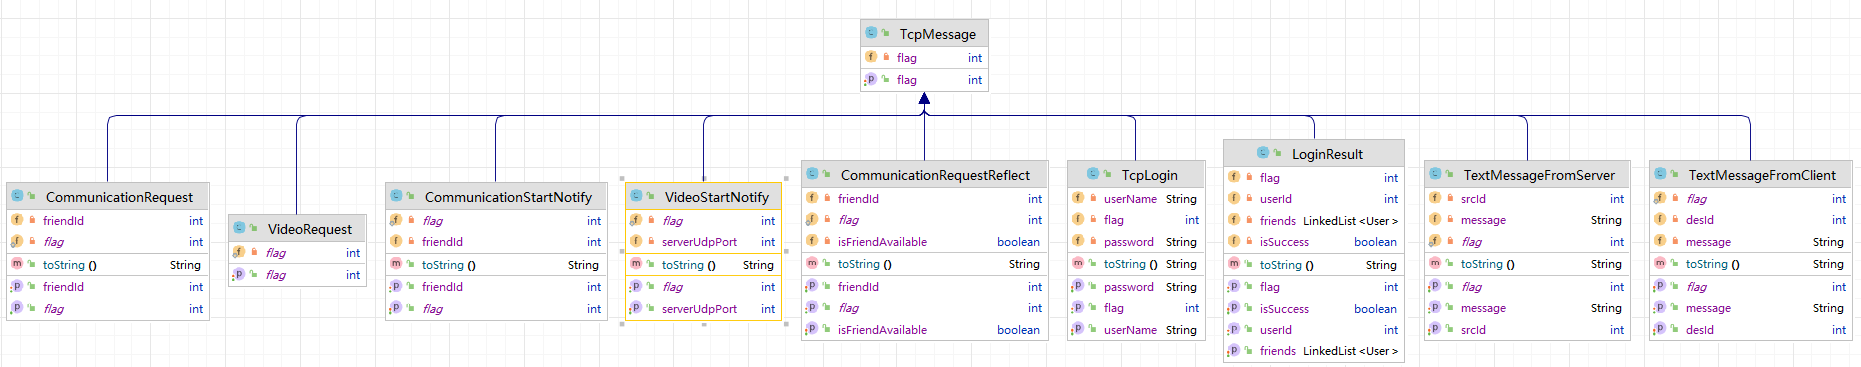 TcpMessage
flag int
flag int
CommunicationRequest
friendId int
flag int
toString () String
friendId int
flag int
VideoRequest
flag int
flag int
CommunicationStartNotify
flag int
friendId int
toString () String
friendId int
flag int
VideoStartNotify
flag int
serverUdpPort int
toString () String
flag int
serverUdpPort int
CommunicationRequestReflect
friendId int
flag int
isFriendAvailable boolean
toString () String
friendId int
flag int
isFriendAvailable boolean
TcpLogin
userName String
flag int
password String
toString () String
password String
flag int
userName String
LoginResult
flag int
userId int
friends LinkedList <User >
isSuccess boolean
toString () String
flag int
isSuccess boolean
userId int
friends LinkedList <User >
TextMessageFromServer
srcId int
message String
flag int
toString () String
flag int
message String
srcId int
TextMessageFromClient
flag int
desId int
message String
toString () String
flag int
message String
desId int